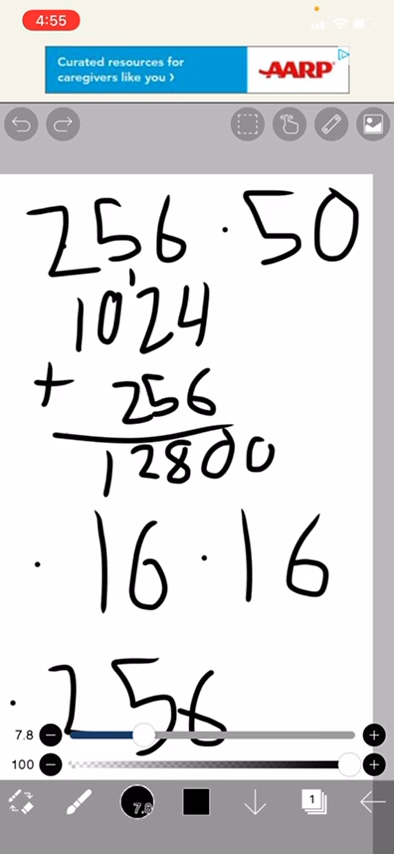 4:55
Curated resources for
caregivers like you ›
AARP
256 · 50
1
1024
+ 256
12800
· 16 · 16
· 256
7.8
100
7.8
1